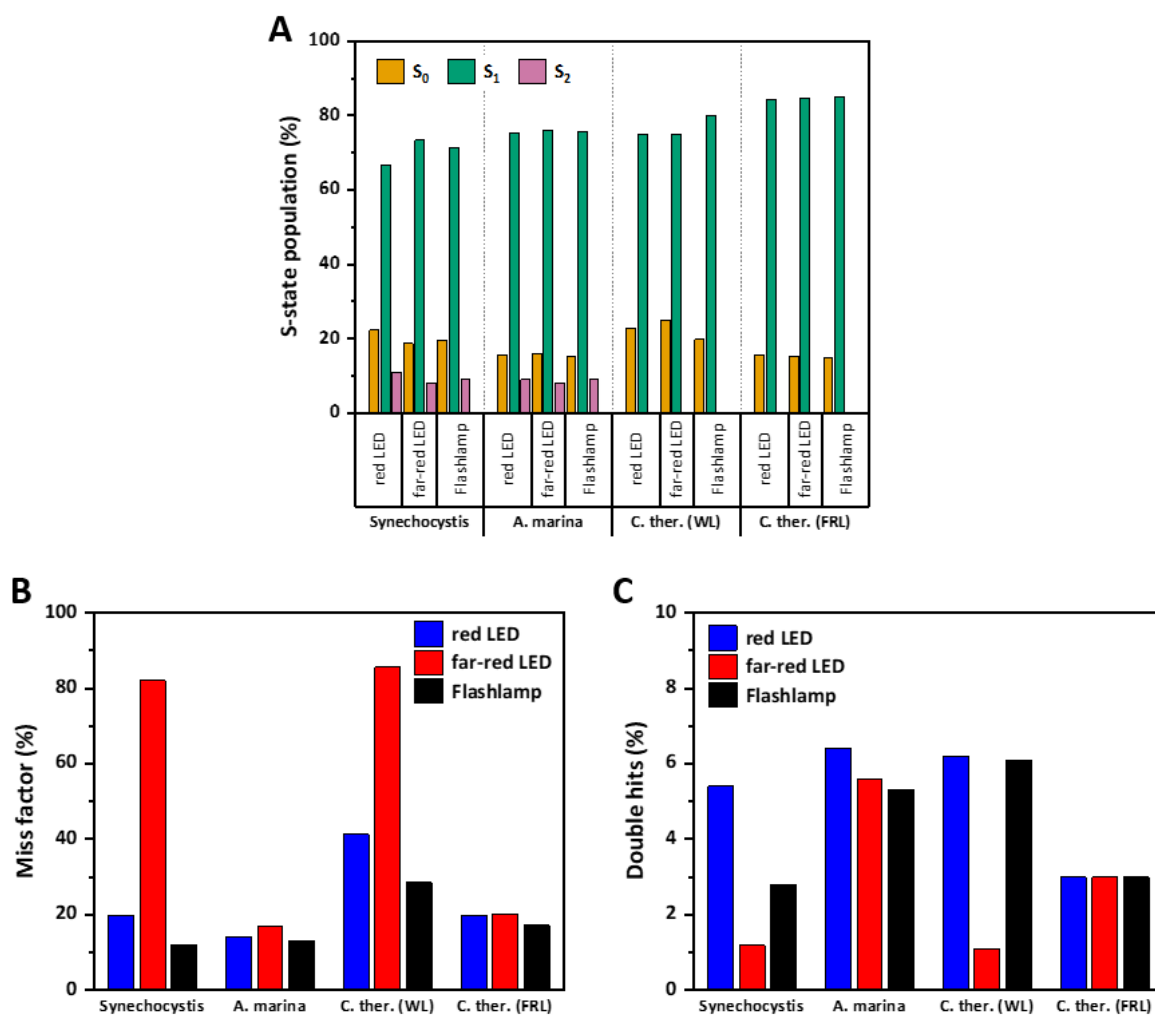 A
S-state population (%)
100
80
60
40
20
0
S₀ S₁ S₂
red LED far-red LED Flashlamp red LED far-red LED Flashlamp red LED far-red LED Flashlamp red LED far-red LED Flashlamp
Synechocystis A. marina C. ther. (WL) C. ther. (FRL)
B
Miss factor (%)
100
80
60
40
20
0
red LED
far-red LED
Flashlamp
Synechocystis A. marina C. ther. (WL) C. ther. (FRL)
C
Double hits (%)
10
8
6
4
2
0
red LED
far-red LED
Flashlamp
Synechocystis A. marina C. ther. (WL) C. ther. (FRL)